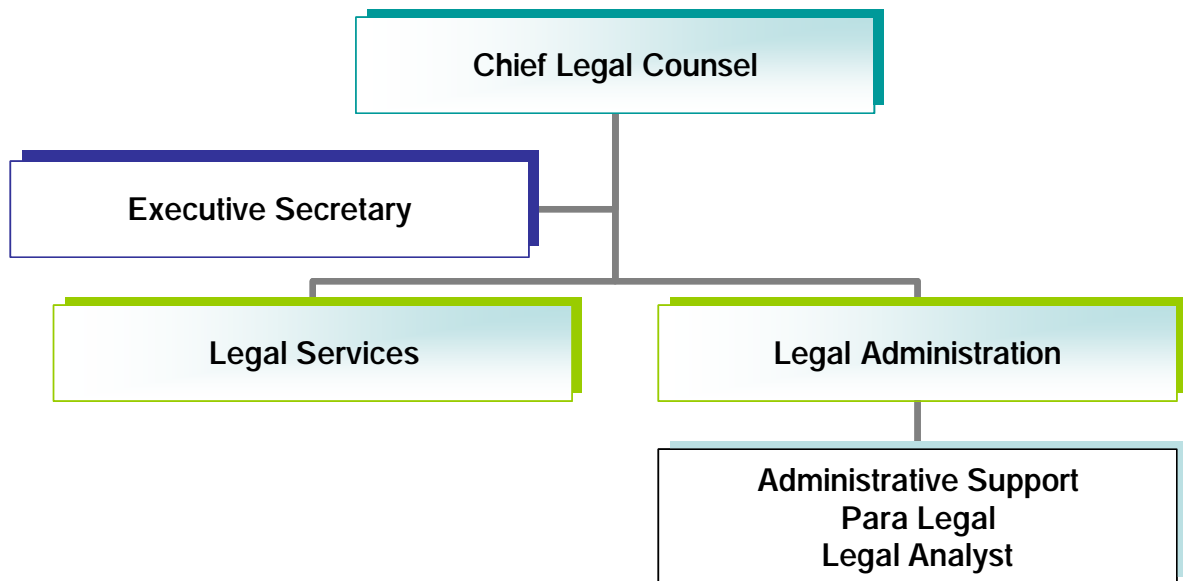 Chief Legal Counsel
Executive Secretary
Legal Services
Legal Administration
Administrative Support
Para Legal
Legal Analyst